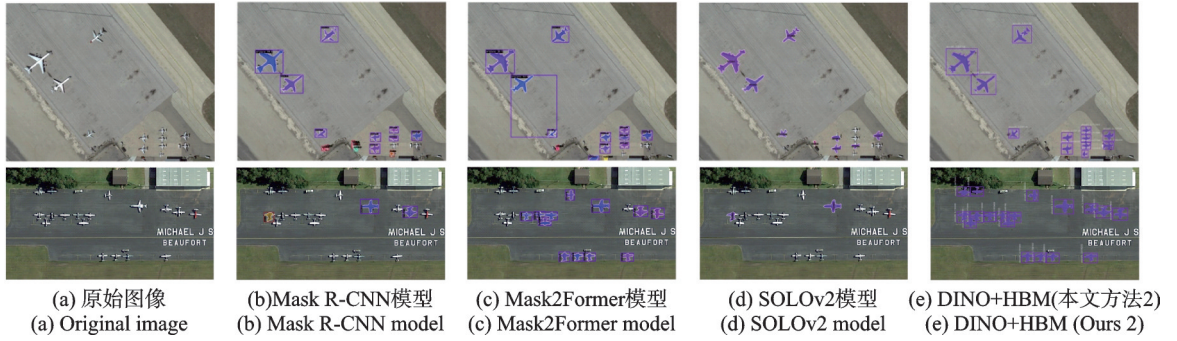 MICHAEL J S
BEAUFORT
MICHAEL J S
BEAUFORT
MICHAEL J S
BEAUFORT
MICHAEL J S
BEAUFORT
MICHAEL J S
BEAUFORT
(a) 原始图像
(a) Original image
(b)Mask R-CNN模型
(b) Mask R-CNN model
(c) Mask2Former模型
(c) Mask2Former model
(d) SOLOv2模型
(d) SOLOv2 model
(e) DINO+HBM(本文方法2)
(e) DINO+HBM (Ours 2)